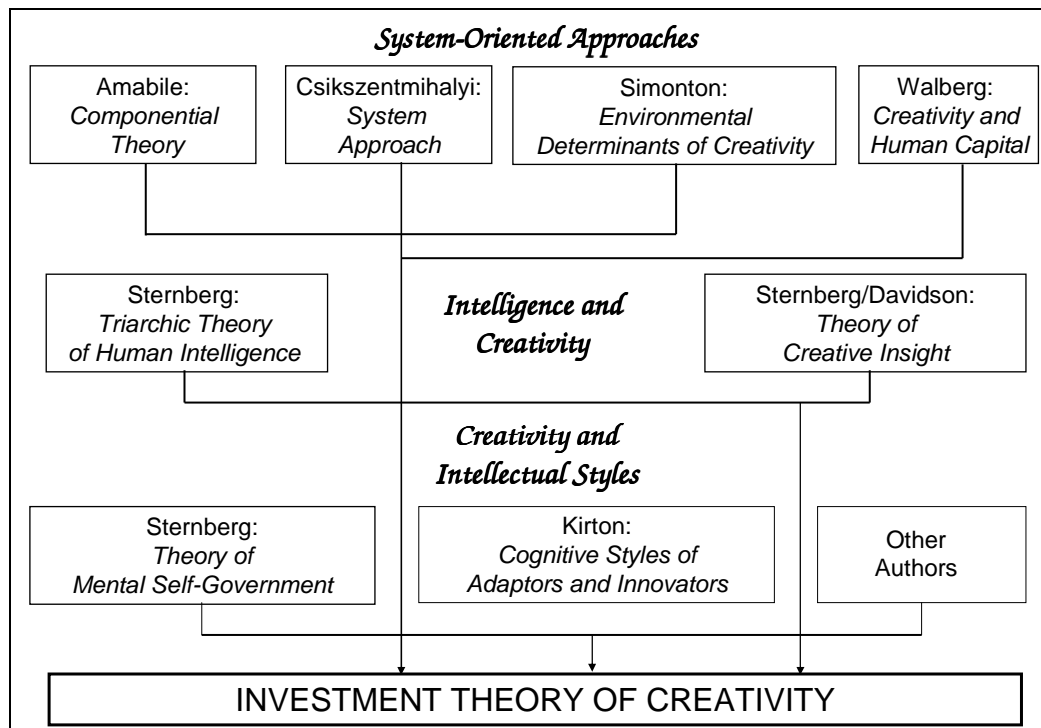 System-Oriented Approaches
Amabile:
Componential
Theory
Csikszentmihalyi:
System
Approach
Simonton:
Environmental
Determinants of Creativity
Walberg:
Creativity and
Human Capital
Sternberg:
Triarchic Theory
of Human Intelligence
Intelligence and
Creativity
Sternberg/Davidson:
Theory of
Creative Insight
Creativity and
Intellectual Styles
Sternberg:
Theory of
Mental Self-Government
Kirton:
Cognitive Styles of
Adaptors and Innovators
Other
Authors
INVESTMENT THEORY OF CREATIVITY